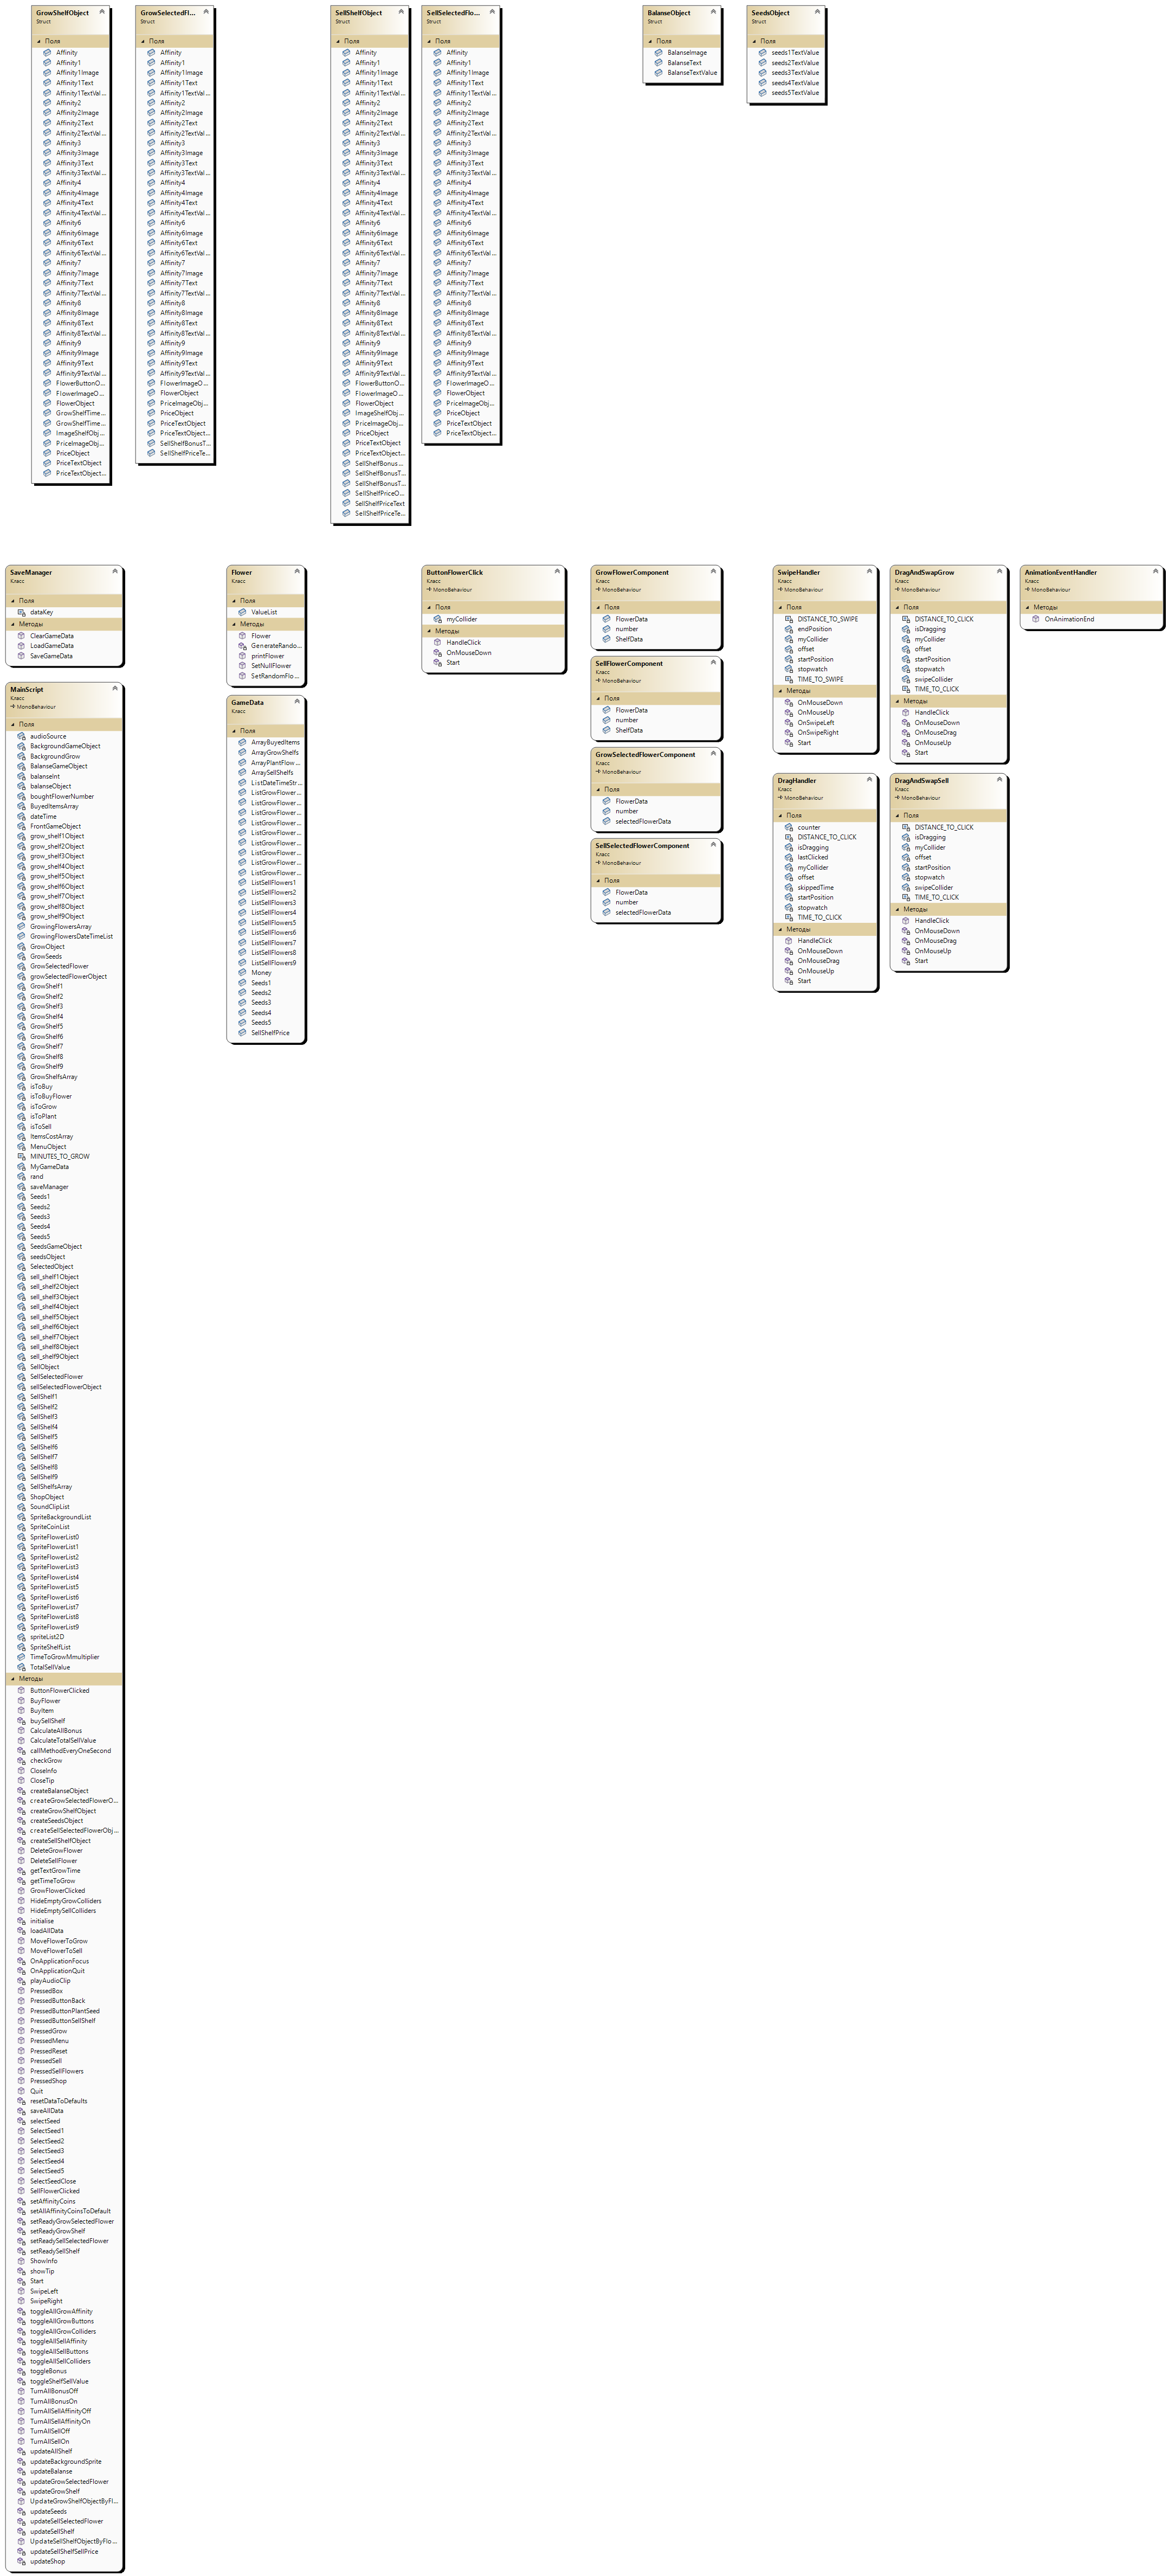 GrowShelfObject
Struct
Поля
Affinity
Affinity1
Affinity1Image
Affinity1Text
Affinity1TextVal...
Affinity2
Affinity2Image
Affinity2Text
Affinity2TextVal...
Affinity3
Affinity3Image
Affinity3Text
Affinity3TextVal...
Affinity4
Affinity4Image
Affinity4Text
Affinity4TextVal...
Affinity6
Affinity6Image
Affinity6Text
Affinity6TextVal...
Affinity7
Affinity7Image
Affinity7Text
Affinity7TextVal...
Affinity8
Affinity8Image
Affinity8Text
Affinity8TextVal...
Affinity9
Affinity9Image
Affinity9Text
Affinity9TextVal...
FlowerButtonO...
FlowerImageO...
FlowerObject
GrowShelfTime...
GrowShelfTime...
ImageShelfObj...
PriceImageObj...
PriceObject
PriceTextObject
PriceTextObject...
GrowSelectedFl...
Struct
Поля
Affinity
Affinity1
Affinity1Image
Affinity1Text
Affinity1TextVal...
Affinity2
Affinity2Image
Affinity2Text
Affinity2TextVal...
Affinity3
Affinity3Image
Affinity3Text
Affinity3TextVal...
Affinity4
Affinity4Image
Affinity4Text
Affinity4TextVal...
Affinity6
Affinity6Image
Affinity6Text
Affinity6TextVal...
Affinity7
Affinity7Image
Affinity7Text
Affinity7TextVal...
Affinity8
Affinity8Image
Affinity8Text
Affinity8TextVal...
Affinity9
Affinity9Image
Affinity9Text
Affinity9TextVal...
FlowerImageO...
FlowerObject
PriceImageObj...
PriceObject
PriceTextObject
PriceTextObject...
SellShelfBonusT...
SellShelfPriceTe...
SellShelfObject
Struct
Поля
Affinity
Affinity1
Affinity1Image
Affinity1Text
Affinity1TextVal...
Affinity2
Affinity2Image
Affinity2Text
Affinity2TextVal...
Affinity3
Affinity3Image
Affinity3Text
Affinity3TextVal...
Affinity4
Affinity4Image
Affinity4Text
Affinity4TextVal...
Affinity6
Affinity6Image
Affinity6Text
Affinity6TextVal...
Affinity7
Affinity7Image
Affinity7Text
Affinity7TextVal...
Affinity8
Affinity8Image
Affinity8Text
Affinity8TextVal...
Affinity9
Affinity9Image
Affinity9Text
Affinity9TextVal...
FlowerButtonO...
FlowerImageO...
FlowerObject
ImageShelfObj...
PriceImageObj...
PriceObject
PriceTextObject
PriceTextObject...
SellShelfBonus...
SellShelfBonusT...
SellShelfBonusT...
SellShelfPriceO...
SellShelfPriceText
SellShelfPriceTe...
SellSelectedFlo...
Struct
Поля
Affinity
Affinity1
Affinity1Image
Affinity1Text
Affinity1TextVal...
Affinity2
Affinity2Image
Affinity2Text
Affinity2TextVal...
Affinity3
Affinity3Image
Affinity3Text
Affinity3TextVal...
Affinity4
Affinity4Image
Affinity4Text
Affinity4TextVal...
Affinity6
Affinity6Image
Affinity6Text
Affinity6TextVal...
Affinity7
Affinity7Image
Affinity7Text
Affinity7TextVal...
Affinity8
Affinity8Image
Affinity8Text
Affinity8TextVal...
Affinity9
Affinity9Image
Affinity9Text
Affinity9TextVal...
FlowerImageO...
FlowerObject
PriceImageObj...
PriceObject
PriceTextObject
PriceTextObject...
BalanseObject
Struct
Поля
BalanseImage
BalanseText
BalanseTextValue
SeedsObject
Struct
Поля
seeds1TextValue
seeds2TextValue
seeds3TextValue
seeds4TextValue
seeds5TextValue
SaveManager
Класс
Поля
dataKey
Методы
ClearGameData
LoadGameData
SaveGameData
MainScript
Класс
MonoBehaviour
Поля
audioSource
BackgroundGameObject
BackgroundGrow
BalanseGameObject
balanseInt
balanseObject
boughtFlowerNumber
BuyedItemsArray
dateTime
FrontGameObject
grow_shelf1Object
grow_shelf2Object
grow_shelf3Object
grow_shelf4Object
grow_shelf5Object
grow_shelf6Object
grow_shelf7Object
grow_shelf8Object
grow_shelf9Object
GrowingFlowersArray
GrowingFlowersDateTimeList
GrowObject
GrowSeeds
GrowSelectedFlower
growSelectedFlowerObject
GrowShelf1
GrowShelf2
GrowShelf3
GrowShelf4
GrowShelf5
GrowShelf6
GrowShelf7
GrowShelf8
GrowShelf9
GrowShelfsArray
isToBuy
isToBuyFlower
isToGrow
isToPlant
isToSell
ItemsCostArray
MenuObject
MINUTES_TO_GROW
MyGameData
rand
saveManager
Seeds1
Seeds2
Seeds3
Seeds4
Seeds5
SeedsGameObject
seedsObject
SelectedObject
sell_shelf1Object
sell_shelf2Object
sell_shelf3Object
sell_shelf4Object
sell_shelf5Object
sell_shelf6Object
sell_shelf7Object
sell_shelf8Object
sell_shelf9Object
SellObject
SellSelectedFlower
sellSelectedFlowerObject
SellShelf1
SellShelf2
SellShelf3
SellShelf4
SellShelf5
SellShelf6
SellShelf7
SellShelf8
SellShelf9
SellShelfsArray
ShopObject
SoundClipList
SpriteBackgroundList
SpriteCoinList
SpriteFlowerList0
SpriteFlowerList1
SpriteFlowerList2
SpriteFlowerList3
SpriteFlowerList4
SpriteFlowerList5
SpriteFlowerList6
SpriteFlowerList7
SpriteFlowerList8
SpriteFlowerList9
spriteList2D
SpriteShelfList
TimeToGrowMmultiplier
TotalSellValue
Методы
ButtonFlowerClicked
BuyFlower
BuyItem
buySellShelf
CalculateAllBonus
CalculateTotalSellValue
callMethodEveryOneSecond
checkGrow
CloseInfo
CloseTip
createBalanseObject
createGrowSelectedFlowerO...
createGrowShelfObject
createSeedsObject
createSellSelectedFlowerObj...
createSellShelfObject
DeleteGrowFlower
DeleteSellFlower
getTextGrowTime
getTimeToGrow
GrowFlowerClicked
HideEmptyGrowColliders
HideEmptySellColliders
initialise
loadAllData
MoveFlowerToGrow
MoveFlowerToSell
OnApplicationFocus
OnApplicationQuit
playAudioClip
PressedBox
PressedButtonBack
PressedButtonPlantSeed
PressedButtonSellShelf
PressedGrow
PressedMenu
PressedReset
PressedSell
PressedSellFlowers
PressedShop
Quit
resetDataToDefaults
saveAllData
selectSeed
SelectSeed1
SelectSeed2
SelectSeed3
SelectSeed4
SelectSeed5
SelectSeedClose
SellFlowerClicked
setAffinityCoins
setAllAffinityCoinsToDefault
setReadyGrowSelectedFlower
setReadyGrowShelf
setReadySellSelectedFlower
setReadySellShelf
ShowInfo
showTip
Start
SwipeLeft
SwipeRight
toggleAllGrowAffinity
toggleAllGrowButtons
toggleAllGrowColliders
toggleAllSellAffinity
toggleAllSellButtons
toggleAllSellColliders
toggleBonus
toggleShelfSellValue
TurnAllBonusOff
TurnAllBonusOn
TurnAllSellAffinityOff
TurnAllSellAffinityOn
TurnAllSellOff
TurnAllSellOn
updateAllShelf
updateBackgroundSprite
updateBalanse
updateGrowSelectedFlower
updateGrowShelf
UpdateGrowShelfObjectByFl...
updateSeeds
updateSellSelectedFlower
updateSellShelf
UpdateSellShelfObjectByFlo...
updateSellShelfSellPrice
updateShop
Flower
Класс
Поля
ValueList
Методы
Flower
GenerateRando...
printFlower
SetNullFlower
SetRandomFlo...
GameData
Класс
Поля
ArrayBuyedItems
ArrayGrowShelfs
ArrayPlantFlow...
ArraySellShelfs
ListDateTimeStr...
ListGrowFlower...
ListGrowFlower...
ListGrowFlower...
ListGrowFlower...
ListGrowFlower...
ListGrowFlower...
ListGrowFlower...
ListGrowFlower...
ListGrowFlower...
ListSellFlowers1
ListSellFlowers2
ListSellFlowers3
ListSellFlowers4
ListSellFlowers5
ListSellFlowers6
ListSellFlowers7
ListSellFlowers8
ListSellFlowers9
Money
Seeds1
Seeds2
Seeds3
Seeds4
Seeds5
SellShelfPrice
ButtonFlowerClick
Класс
MonoBehaviour
Поля
myCollider
Методы
HandleClick
OnMouseDown
Start
GrowFlowerComponent
Класс
MonoBehaviour
Поля
FlowerData
number
ShelfData
SellFlowerComponent
Класс
MonoBehaviour
Поля
FlowerData
number
ShelfData
GrowSelectedFlowerComponent
Класс
MonoBehaviour
Поля
FlowerData
number
selectedFlowerData
SellSelectedFlowerComponent
Класс
MonoBehaviour
Поля
FlowerData
number
selectedFlowerData
SwipeHandler
Класс
MonoBehaviour
Поля
DISTANCE_TO_SWIPE
endPosition
myCollider
offset
startPosition
stopwatch
TIME_TO_SWIPE
Методы
OnMouseDown
OnMouseUp
OnSwipeLeft
OnSwipeRight
Start
DragHandler
Класс
MonoBehaviour
Поля
counter
DISTANCE_TO_CLICK
isDragging
lastClicked
myCollider
offset
skippedTime
startPosition
stopwatch
TIME_TO_CLICK
Методы
HandleClick
OnMouseDown
OnMouseDrag
OnMouseUp
Start
DragAndSwapGrow
Класс
MonoBehaviour
Поля
DISTANCE_TO_CLICK
isDragging
myCollider
offset
startPosition
stopwatch
swipeCollider
TIME_TO_CLICK
Методы
HandleClick
OnMouseDown
OnMouseDrag
OnMouseUp
Start
DragAndSwapSell
Класс
MonoBehaviour
Поля
DISTANCE_TO_CLICK
isDragging
myCollider
offset
startPosition
stopwatch
swipeCollider
TIME_TO_CLICK
Методы
HandleClick
OnMouseDown
OnMouseDrag
OnMouseUp
Start
AnimationEventHandler
Класс
MonoBehaviour
Методы
OnAnimationEnd